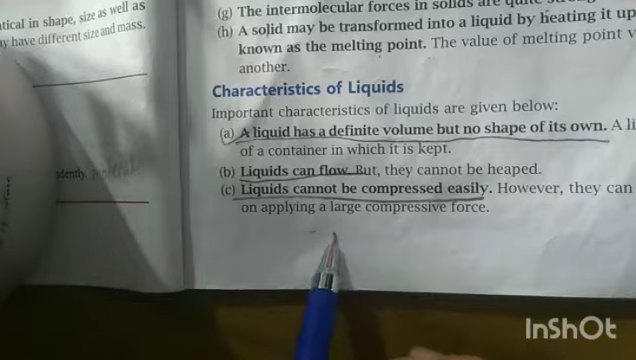 tical in shape, size as well as
y have different size and mass.
dently.
(g) The intermolecular forces in solids are quite
(h) A solid may be transformed into a liquid by heating it up
known as the melting point. The value of melting point v
another.
Characteristics of Liquids
Important characteristics of liquids are given below:
(a) A liquid has a definite volume but no shape of its own. A li
of a container in which it is kept.
(b) Liquids can flow. But, they cannot be heaped.
(c) Liquids cannot be compressed easily. However, they can
on applying a large compressive force.
InShOt